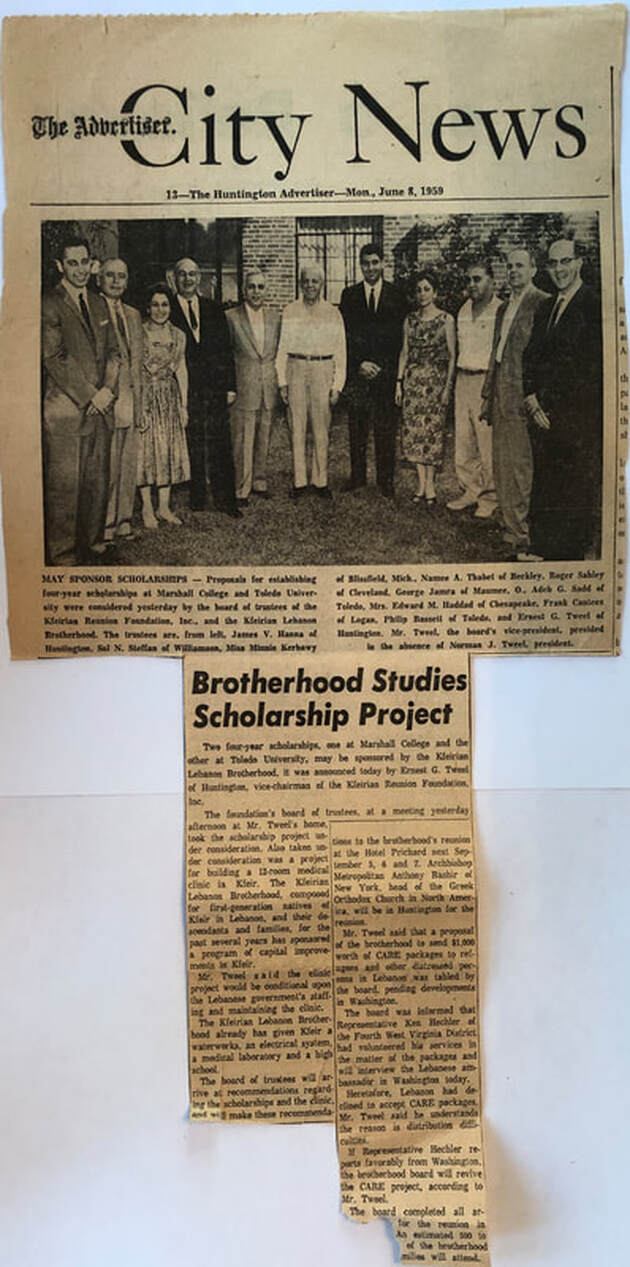 The Advertiser.
City News
13—The Huntington Advertiser—Mon., June 8, 1959
MAY SPONSOR SCHOLARSHIPS — Proposals for establishing
four-year scholarships at Marshall College and Toledo Univer-
sity were considered yesterday by the board of trustees of the
Kfeirian Reunion Foundation, Inc., and the Kfeirian Lebanon
Brotherhood. The trustees are, from left, James V. Hanna of
Huntington, Sol N. Steffan of Williamson, Miss Minnie Kerhawy
of Blissfield, Mich., Namee A. Thabet of Beckley, Roger Sahley
of Cleveland, George Jamra of Maumee, O., Adeb G. Sadd of
Toledo, Mrs. Edward M. Haddad of Chesapeake, Frank Canices
of Logan, Philip Bassett of Toledo, and Ernest G. Tweel of
Huntington. Mr. Tweel, the board's vice-president, presided
in the absence of Norman J. Tweel, president.
Brotherhood Studies
Scholarship Project
Two four-year scholarships, one at Marshall College and the
other at Toledo University, may be sponsored by the Kfeirian
Lebanon Brotherhood, it was announced today by Ernest G. Tweel
of Huntington, vice-chairman of the Kfeirian Reunion Foundation,
Inc.
The foundation's board of trustees, at a meeting yesterday
afternoon at Mr. Tweel's home,
took the scholarship project un-
der consideration. Also taken un-
der consideration was a project
for building a 12-room medical
clinic is Kfeir. The Kfeirian
Lebanon Brotherhood, composed
for first-generation natives of
Kfeir in Lebanon, and their de-
scendants and families, for the
past several years has sponsored
a program of capital improve-
ments in Kfeir.
Mr. Tweel said the clinic
project would be conditional upon
the Lebanese government's staff-
ing and maintaining the clinic.
The Kfeirian Lebanon Brother-
hood already has given Kfeir a
waterworks, an electrical system,
a medical laboratory and a high
school.
The board of trustees will ar-
rive at recommendations regard-
ing the scholarships and the clinic,
and will make these recommenda-
tions to the brotherhood's reunion
at the Hotel Prichard next Sep-
tember 5, 6 and 7. Archbishop
Metropolitan Anthony Bashir of
New York, head of the Greek
Orthodox Church in North Amer-
ica, will be in Huntington for the
reunion.
Mr. Tweel said that a proposal
of the brotherhood to send $1,000
worth of CARE packages to ref-
ugees and other distressed per-
sons in Lebanon was tabled by
the board, pending developments
in Washington.
The board was informed that
Representative Ken Hechler of
the Fourth West Virginia District
had volunteered his services in
the matter of the packages and
will interview the Lebanese am-
bassador in Washington today.
Heretofore, Lebanon had de-
clined to accept CARE packages.
Mr. Tweel said he understands
the reason is distribution diffi-
culties.
If Representative Hechler re-
ports favorably from Washington,
the brotherhood board will revive
the CARE project, according to
Mr. Tweel.
The board completed all ar-
for the reunion in
An estimated 500 to
of the brotherhood
milies will attend.